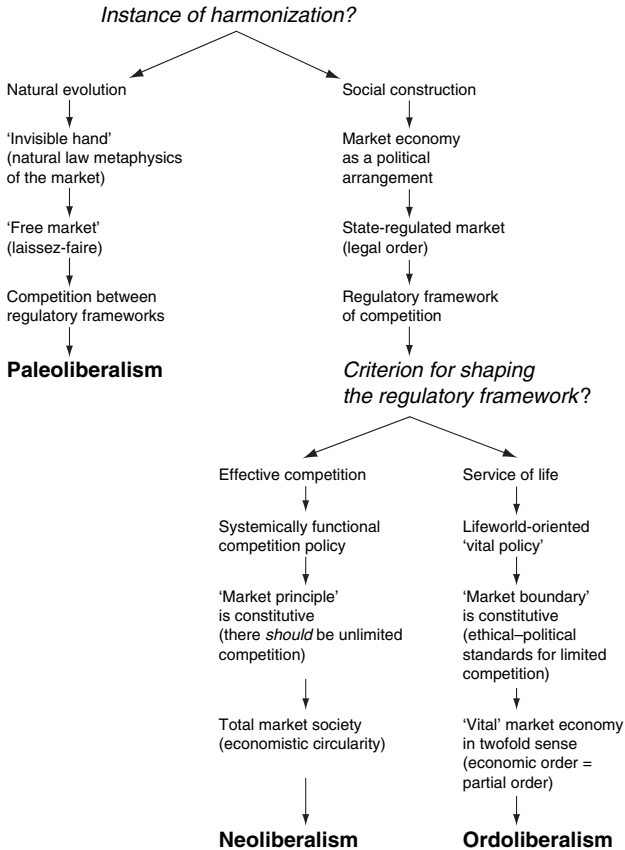 Instance of harmonization?
Natural evolution
‘Invisible hand’
(natural law metaphysics
of the market)
‘Free market’
(laissez-faire)
Competition between
regulatory frameworks
Paleoliberalism
Social construction
Market economy
as a political
arrangement
State-regulated market
(legal order)
Regulatory framework
of competition
Criterion for shaping
the regulatory framework?
Effective competition
Systemically functional
competition policy
‘Market principle’
is constitutive
(there should be unlimited
competition)
Total market society
(economistic circularity)
Neoliberalism
Service of life
Lifeworld-oriented
‘vital policy’
‘Market boundary’
is constitutive
(ethical–political
standards for limited
competition)
‘Vital’ market economy
in twofold sense
(economic order =
partial order)
Ordoliberalism